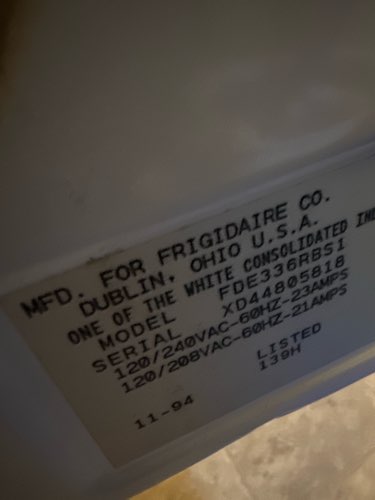 MFD. FOR FRIGIDAIRE CO.
DUBLIN, OHIO U.S.A.
ONE OF THE WHITE CONSOLIDATED
MODEL FDE336RBS1
SERIAL XD44805818
120/240VAC-60HZ-23AMPS
120/208VAC-60HZ-21AMPS
LISTED
11-94 139H